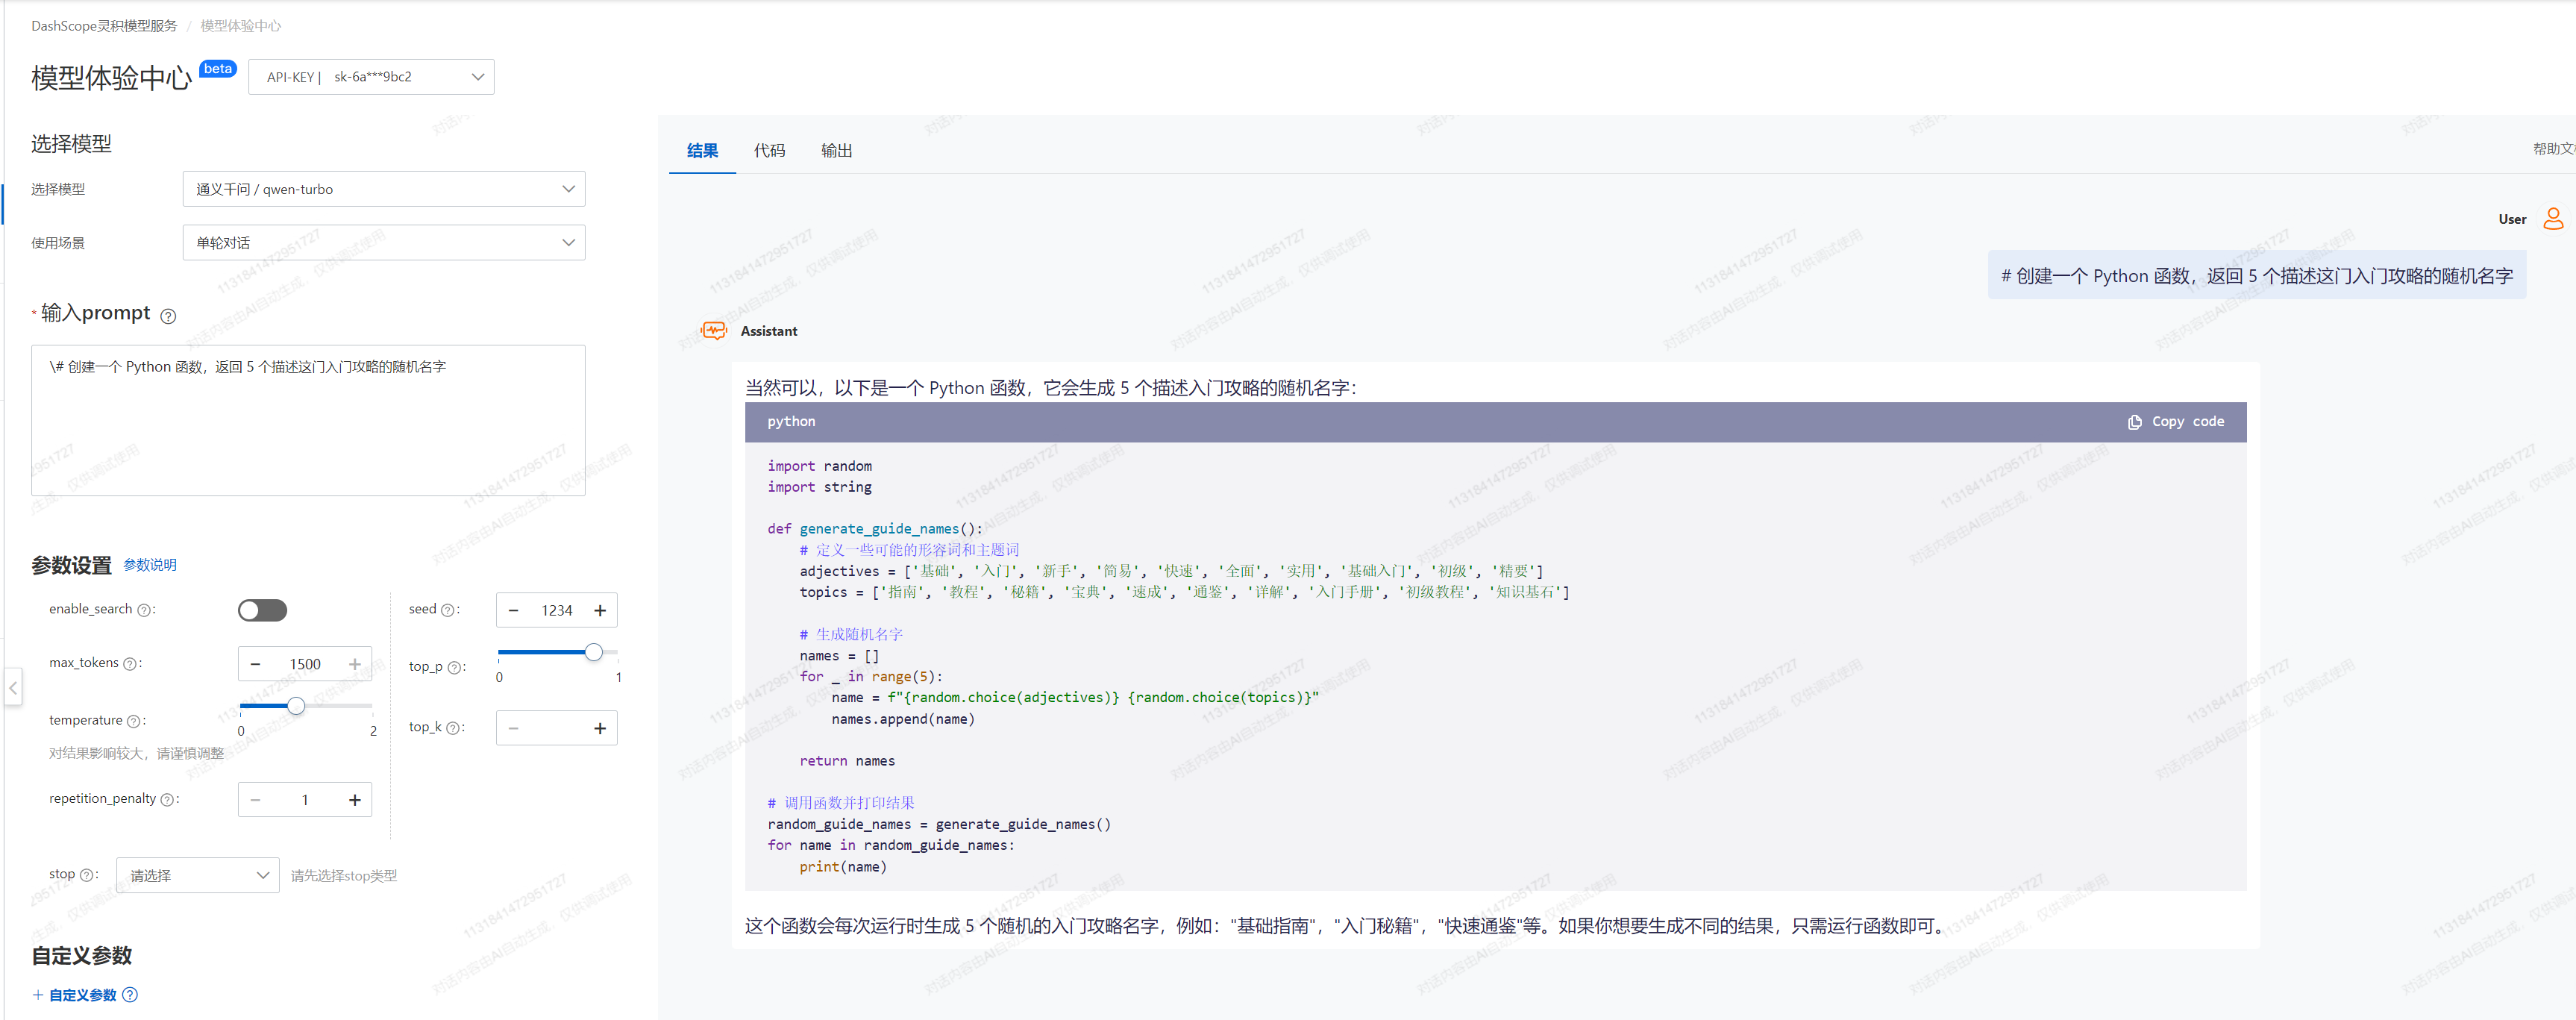 DashScope灵积模型服务 / 模型体验中心
模型体验中心 beta API-KEY | sk-6a***9bc2
选择模型
选择模型 通义千问 / qwen-turbo
使用场景 单轮对话
* 输入prompt ?
\# 创建一个 Python 函数，返回 5 个描述这门入门攻略的随机名字
参数设置 参数说明
enable_search ?:
max_tokens ?: − 1500 +
temperature ?:
0 2
对结果影响较大，请谨慎调整
repetition_penalty ?: − 1 +
seed ?: − 1234 +
top_p ?:
0 1
top_k ?: − +
stop ?: 请选择 请先选择stop类型
自定义参数
+ 自定义参数 ?
结果 代码 输出
帮助文
User
# 创建一个 Python 函数，返回 5 个描述这门入门攻略的随机名字
Assistant
当然可以，以下是一个 Python 函数，它会生成 5 个描述入门攻略的随机名字：
python Copy code
import random
import string
def generate_guide_names():
# 定义一些可能的形容词和主题词
adjectives = ['基础', '入门', '新手', '简易', '快速', '全面', '实用', '基础入门', '初级', '精要']
topics = ['指南', '教程', '秘籍', '宝典', '速成', '通鉴', '详解', '入门手册', '初级教程', '知识基石']
# 生成随机名字
names = []
for _ in range(5):
name = f"{random.choice(adjectives)} {random.choice(topics)}"
names.append(name)
return names
# 调用函数并打印结果
random_guide_names = generate_guide_names()
for name in random_guide_names:
print(name)
这个函数会每次运行时生成 5 个随机的入门攻略名字，例如："基础指南"，"入门秘籍"，"快速通鉴"等。如果你想要生成不同的结果，只需运行函数即可。
1131841472951727
对话内容由AI自动生成，仅供调试使用